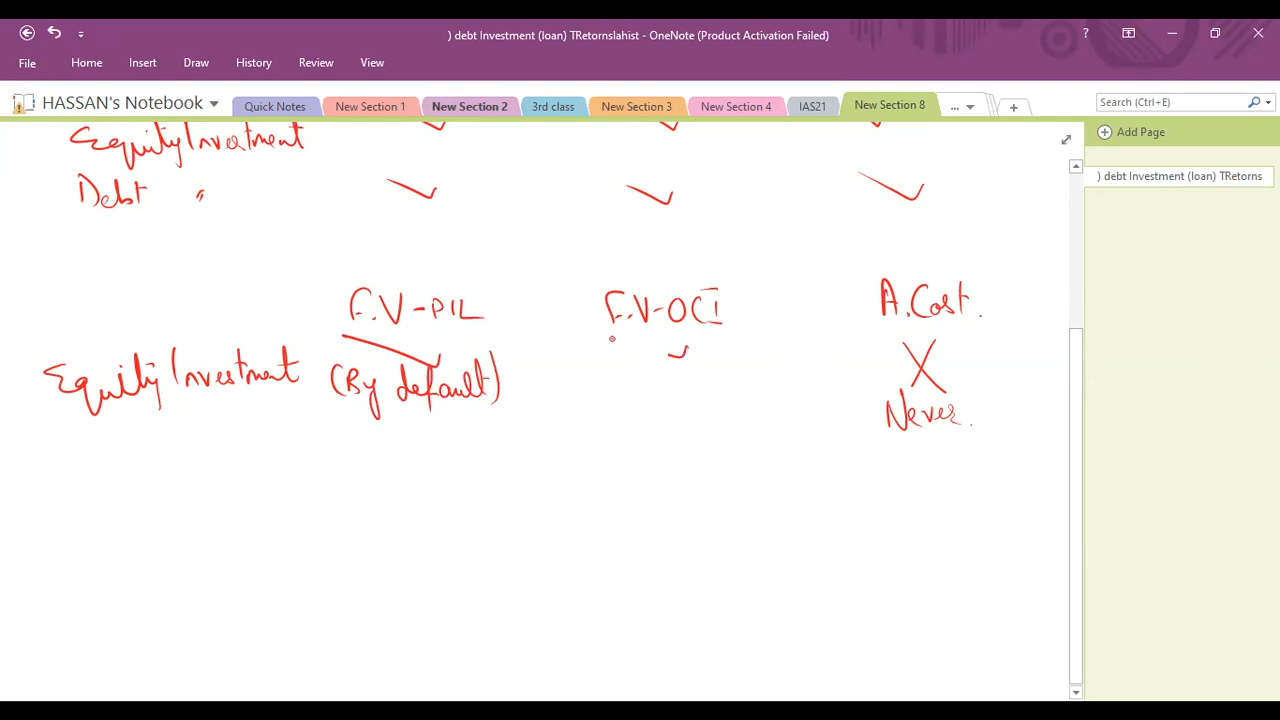 ) debt Investment (loan) TRetornslahist - OneNote (Product Activation Failed)
File Home Insert Draw History Review View
HASSAN's Notebook Quick Notes New Section 1 New Section 2 3rd class New Section 3 New Section 4 IAS21 New Section 8 ... Search (Ctrl+E)
Add Page
) debt Investment (loan) TRetorns
Equity Investment
Debt "
F.V-PIL F.V-OCI A.Cost.
Equity Investment (By default)
Never.